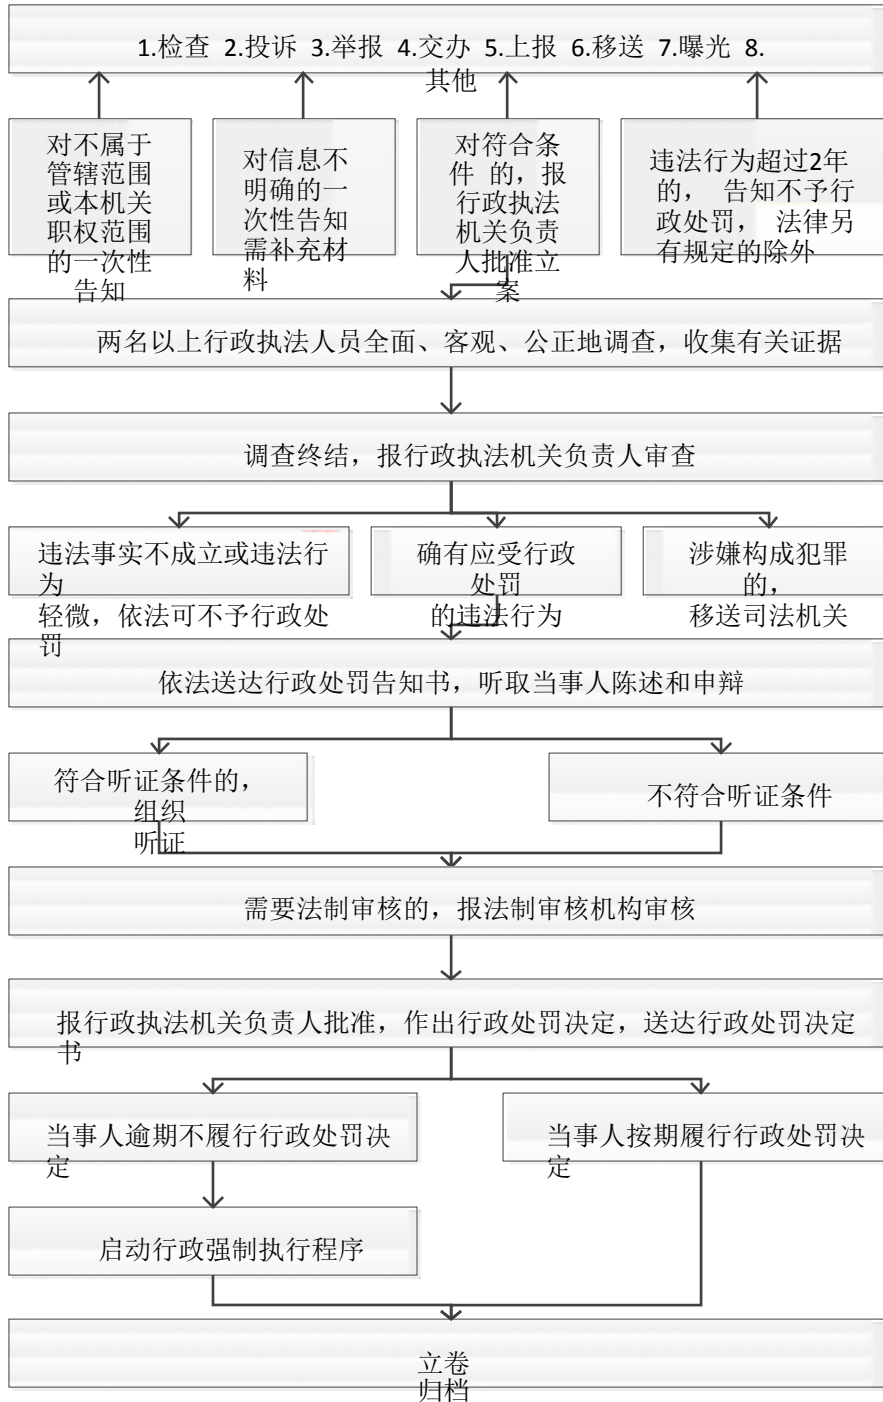 1.检查 2.投诉 3.举报 4.交办 5.上报 6.移送 7.曝光 8.
其他
对不属于
管辖范围
或本机关
职权范围
的一次性
告知
对信息不
明确的一
次性告知
需补充材
料
对符合条
件 的，报
行政执法
机关负责
人批准立
案
违法行为超过2年
的， 告知不予行
政处罚， 法律另
有规定的除外
两名以上行政执法人员全面、客观、公正地调查，收集有关证据
调查终结，报行政执法机关负责人审查
违法事实不成立或违法行
为
轻微，依法可不予行政处
罚
确有应受行政
处罚
的违法行为
涉嫌构成犯罪
的，
移送司法机关
依法送达行政处罚告知书，听取当事人陈述和申辩
符合听证条件的，
组织
听证
不符合听证条件
需要法制审核的，报法制审核机构审核
报行政执法机关负责人批准，作出行政处罚决定，送达行政处罚决定
书
当事人逾期不履行行政处罚决
定
当事人按期履行行政处罚决
定
启动行政强制执行程序
立卷
归档